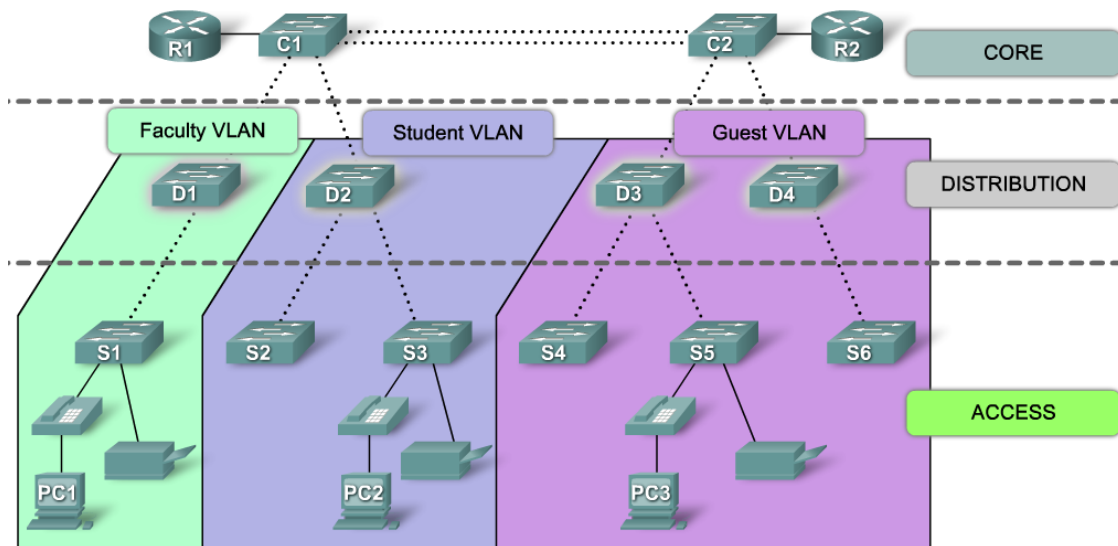 R1
C1
C2
R2
CORE
Faculty VLAN
Student VLAN
Guest VLAN
D1
D2
D3
D4
DISTRIBUTION
S1
S2
S3
S4
S5
S6
ACCESS
PC1
PC2
PC3